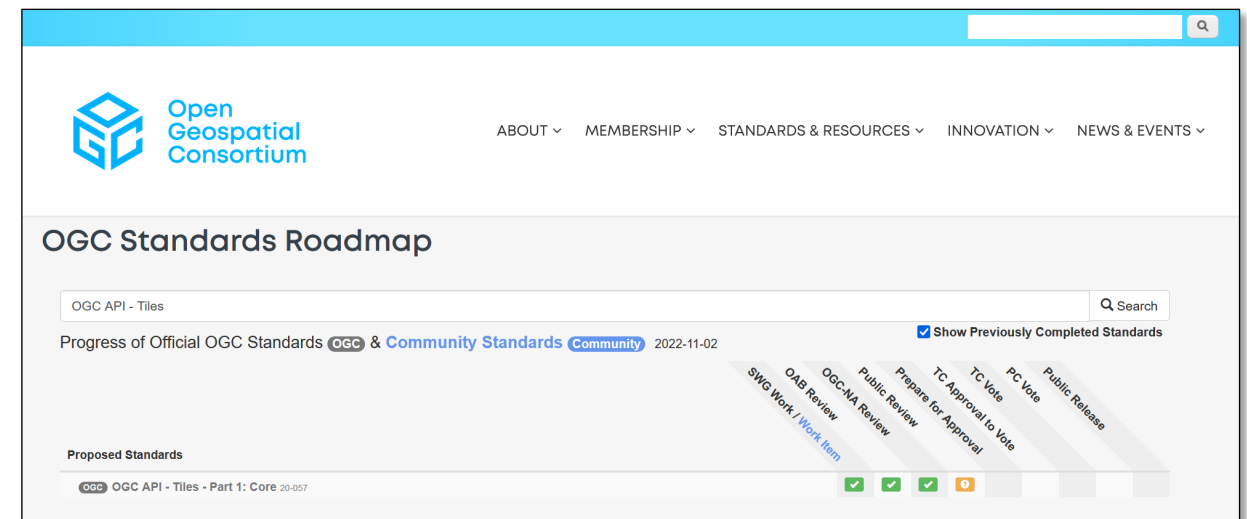 Open
Geospatial
Consortium
ABOUT MEMBERSHIP STANDARDS & RESOURCES INNOVATION NEWS & EVENTS
OGC Standards Roadmap
OGC API - Tiles Search
Show Previously Completed Standards
Progress of Official OGC Standards OGC & Community Standards Community 2022-11-02
SWG Work / Work Item
OAB Review
OGC-NA Review
Public Review
Prepare for Approval
TC Approval to Vote
TC Vote
PC Vote
Public Release
Proposed Standards
OGC OGC API - Tiles - Part 1: Core 20-057